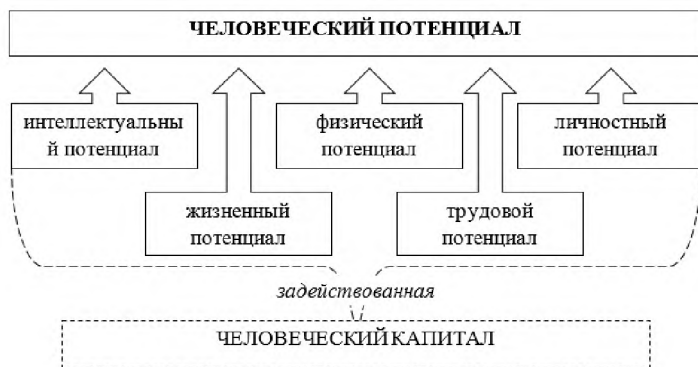 ЧЕЛОВЕЧЕСКИЙ ПОТЕНЦИАЛ
интеллектуальны
й потенциал
физический
потенциал
личностный
потенциал
жизненный
потенциал
трудовой
потенциал
задействованная
ЧЕЛОВЕЧЕСКИЙ КАПИТАЛ